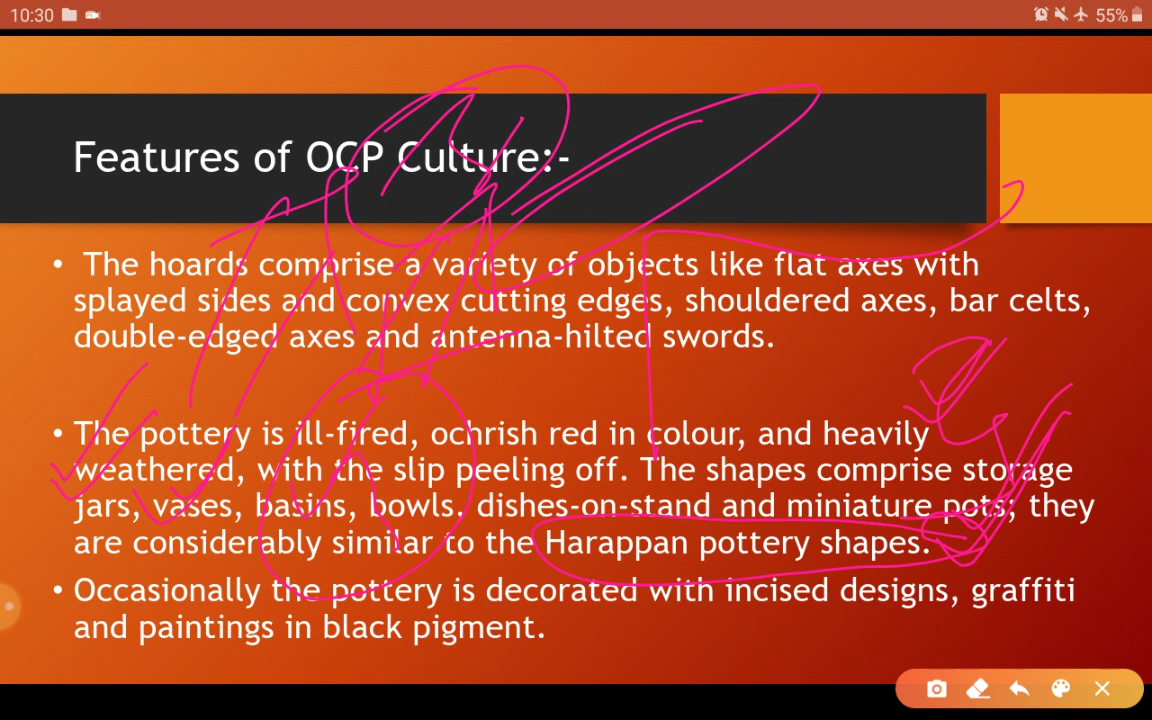 10:30
55%
Features of OCP Culture:-
• The hoards comprise a variety of objects like flat axes with
splayed sides and convex cutting edges, shouldered axes, bar celts,
double-edged axes and antenna-hilted swords.
• The pottery is ill-fired, ochrish red in colour, and heavily
weathered, with the slip peeling off. The shapes comprise storage
jars, vases, basins, bowls. dishes-on-stand and miniature pots; they
are considerably similar to the Harappan pottery shapes.
• Occasionally the pottery is decorated with incised designs, graffiti
and paintings in black pigment.